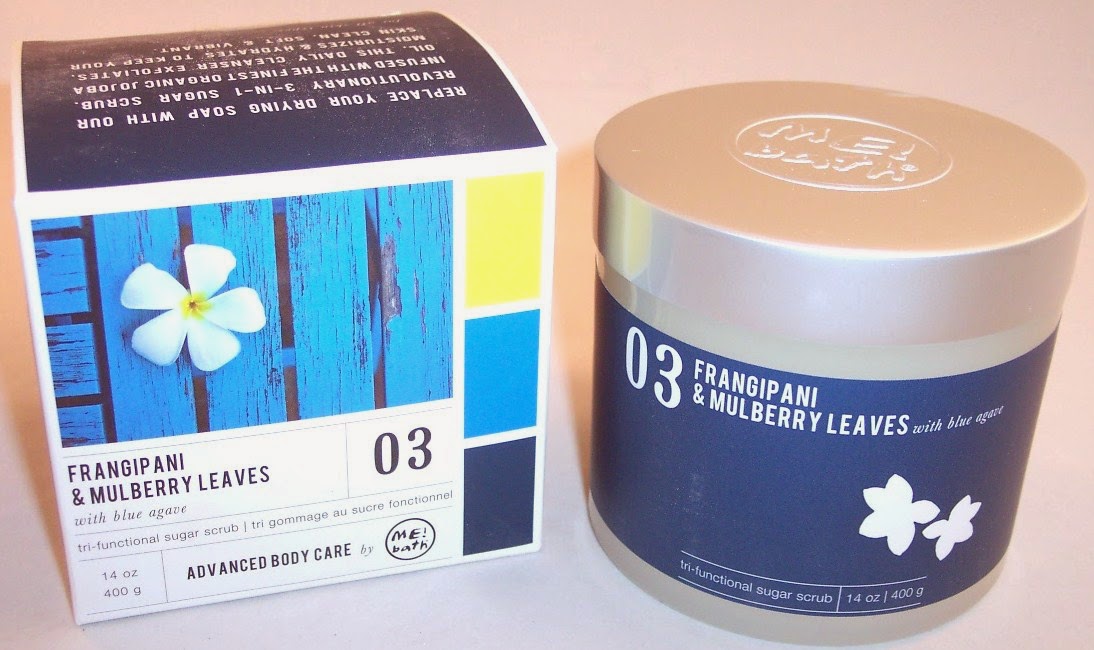 REPLACE YOUR DRYING SOAP WITH OUR
REVOLUTIONARY 3-IN-1 SUGAR SCRUB.
INFUSED WITH THE FINEST ORGANIC JOJOBA
OIL, THIS DAILY CLEANSER EXFOLIATES,
MOISTURIZES & HYDRATES TO KEEP YOUR
SKIN CLEAN, SOFT & VIBRANT.
FRANGIPANI
& MULBERRY LEAVES
with blue agave
03
tri-functional sugar scrub | tri gommage au sucre fonctionnel
14 oz
400 g
ADVANCED BODY CARE by
ME!
bath
ME!
bath
03
FRANGIPANI
& MULBERRY LEAVES with blue agave
tri-functional sugar scrub | 14 oz | 400 g